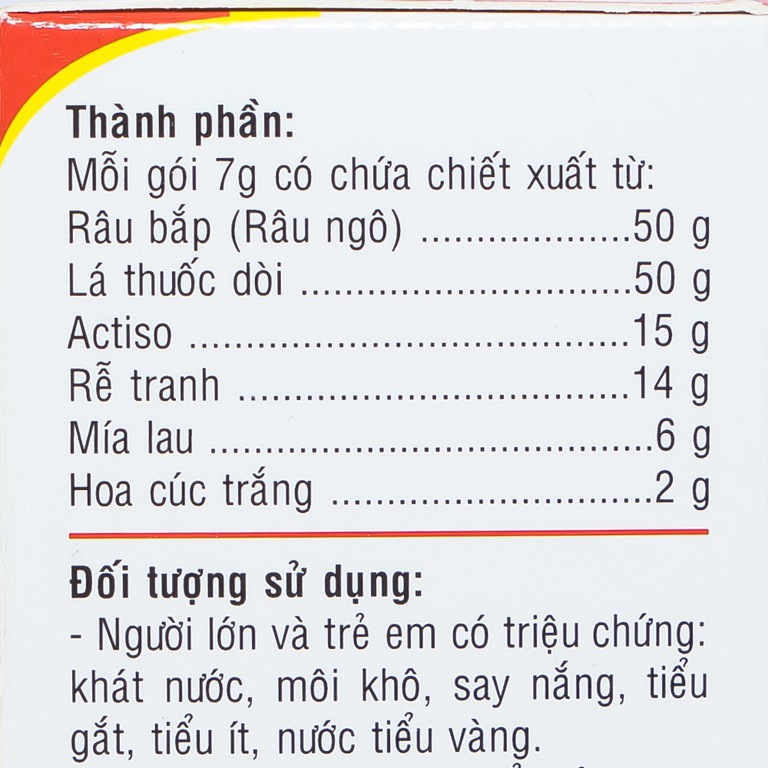 Thành phần:
Mỗi gói 7g có chứa chiết xuất từ:
Râu bắp (Râu ngô) ...................50 g
Lá thuốc dòi .................................50 g
Actiso ............................................15 g
Rễ tranh .......................................14 g
Mía lau ............................................6 g
Hoa cúc trắng ................................2 g
Đối tượng sử dụng:
- Người lớn và trẻ em có triệu chứng:
khát nước, môi khô, say nắng, tiểu
gắt, tiểu ít, nước tiểu vàng.